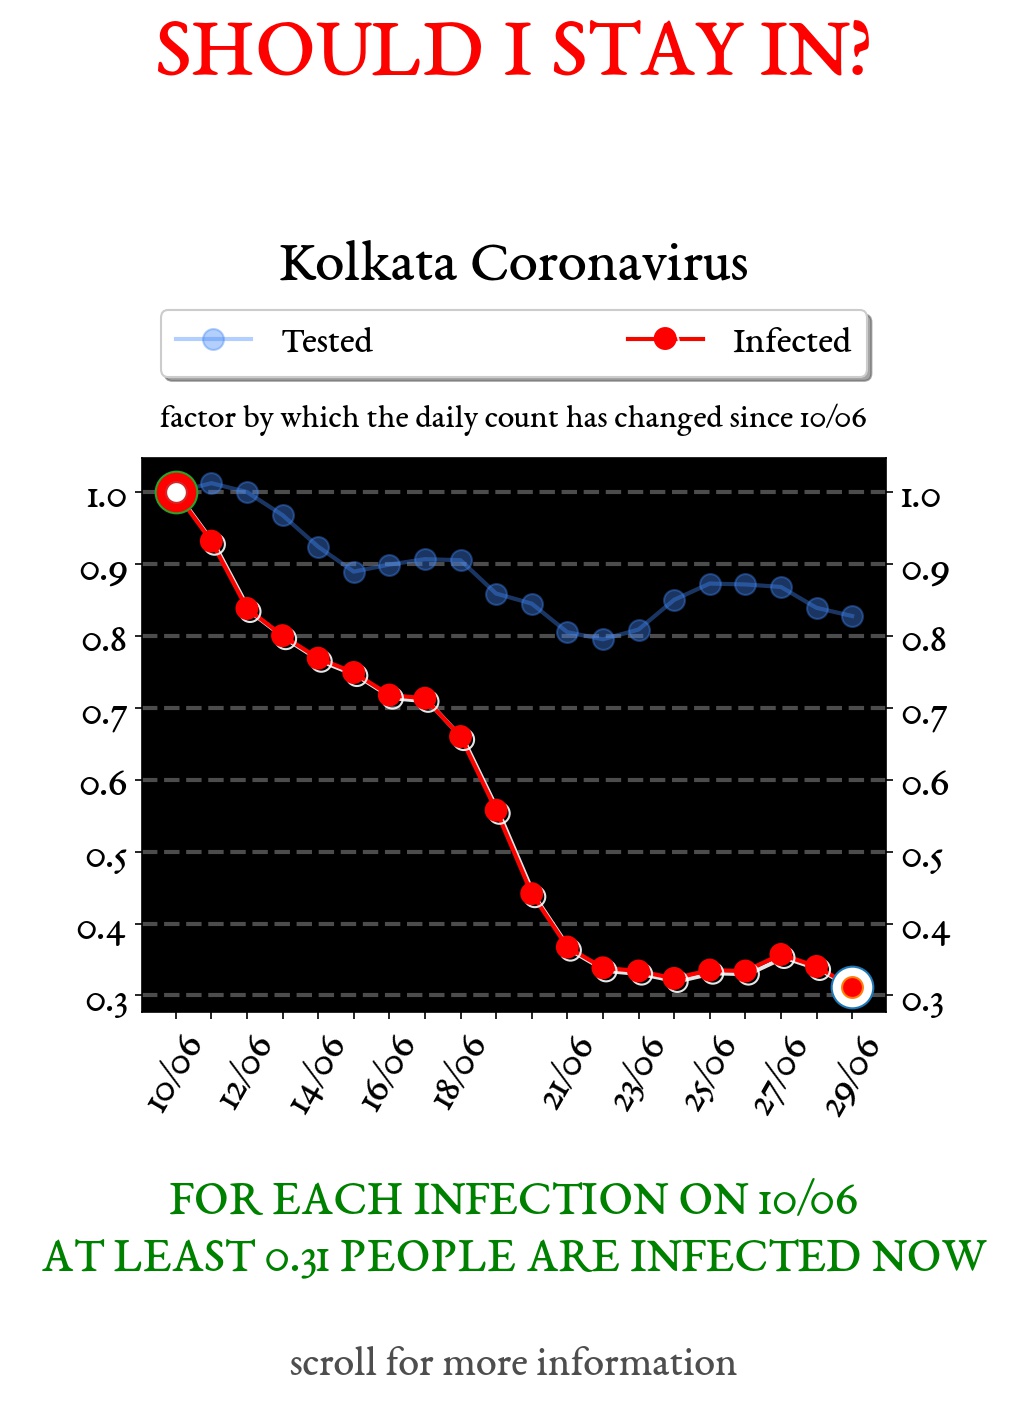 SHOULD I STAY IN?
Kolkata Coronavirus
Tested Infected
factor by which the daily count has changed since 10/06
1.0 1.0
0.9 0.9
0.8 0.8
0.7 0.7
0.6 0.6
0.5 0.5
0.4 0.4
0.3 0.3
10/06 12/06 14/06 16/06 18/06 21/06 23/06 25/06 27/06 29/06
FOR EACH INFECTION ON 10/06
AT LEAST 0.31 PEOPLE ARE INFECTED NOW
scroll for more information